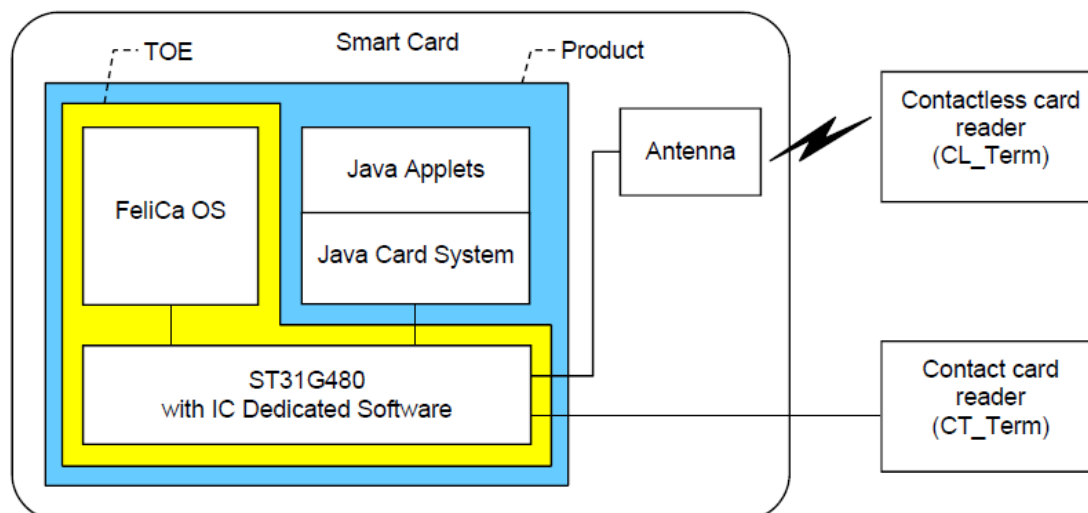 Smart Card
TOE
Product
FeliCa OS
Java Applets
Java Card System
ST31G480
with IC Dedicated Software
Antenna
Contactless card
reader
(CL_Term)
Contact card
reader
(CT_Term)